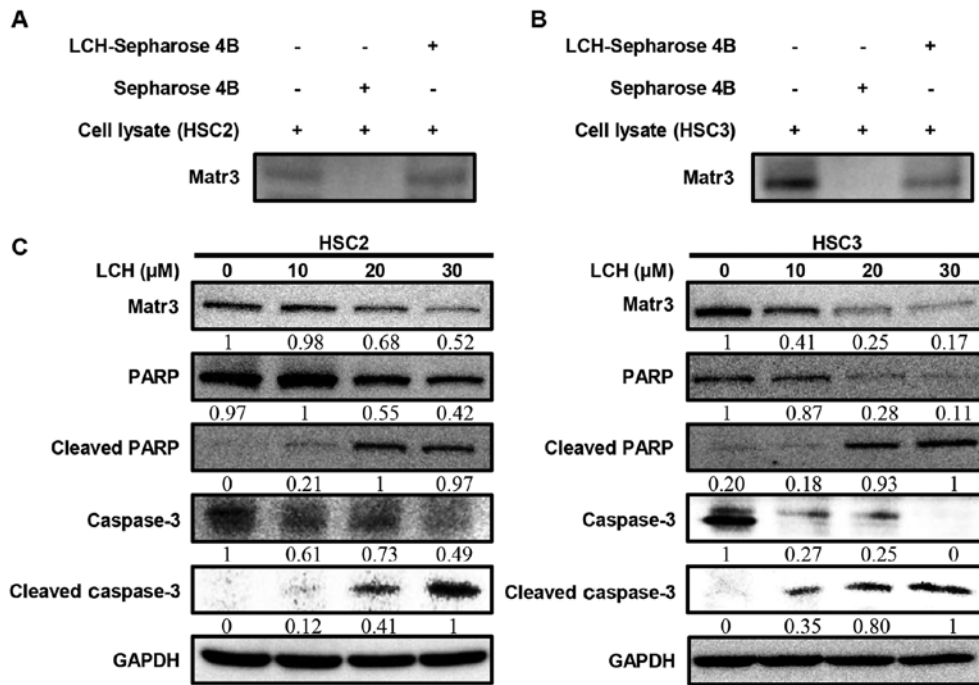 A
LCH-Sepharose 4B - - +
Sepharose 4B - + -
Cell lysate (HSC2) + + +
Matr3
B
LCH-Sepharose 4B - - +
Sepharose 4B - + -
Cell lysate (HSC3) + + +
Matr3
C
HSC2
LCH (µM) 0 10 20 30
Matr3
1 0.98 0.68 0.52
PARP
0.97 1 0.55 0.42
Cleaved PARP
0 0.21 1 0.97
Caspase-3
1 0.61 0.73 0.49
Cleaved caspase-3
0 0.12 0.41 1
GAPDH
HSC3
LCH (µM) 0 10 20 30
Matr3
1 0.41 0.25 0.17
PARP
1 0.87 0.28 0.11
Cleaved PARP
0.20 0.18 0.93 1
Caspase-3
1 0.27 0.25 0
Cleaved caspase-3
0 0.35 0.80 1
GAPDH